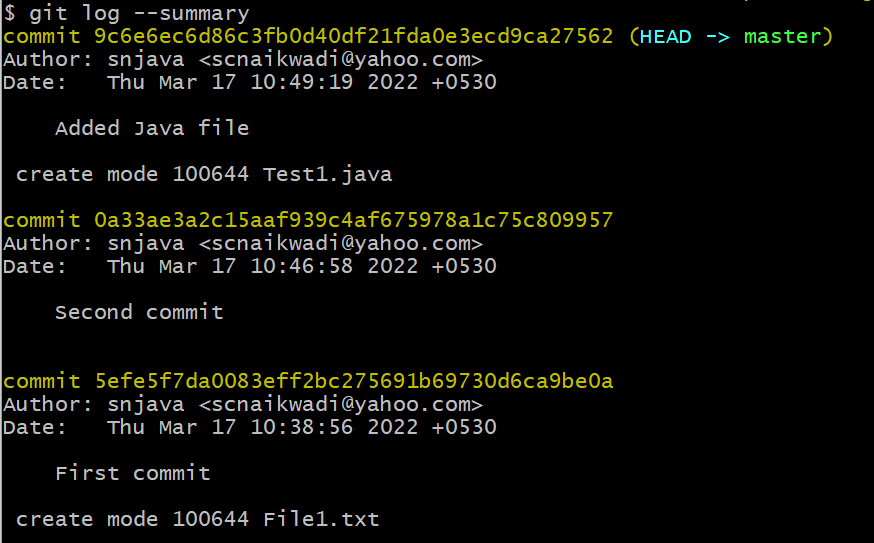 $ git log --summary
commit 9c6e6ec6d86c3fb0d40df21fda0e3ecd9ca27562 (HEAD -> master)
Author: snjava <scnaikwadi@yahoo.com>
Date:   Thu Mar 17 10:49:19 2022 +0530

    Added Java file

 create mode 100644 Test1.java

commit 0a33ae3a2c15aaf939c4af675978a1c75c809957
Author: snjava <scnaikwadi@yahoo.com>
Date:   Thu Mar 17 10:46:58 2022 +0530

    Second commit


commit 5efe5f7da0083eff2bc275691b69730d6ca9be0a
Author: snjava <scnaikwadi@yahoo.com>
Date:   Thu Mar 17 10:38:56 2022 +0530

    First commit

 create mode 100644 File1.txt